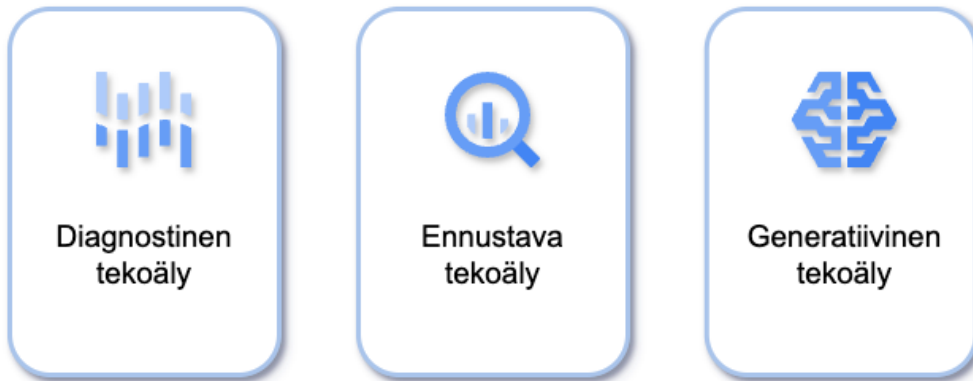 Diagnostinen
tekoäly
Ennustava
tekoäly
Generatiivinen
tekoäly